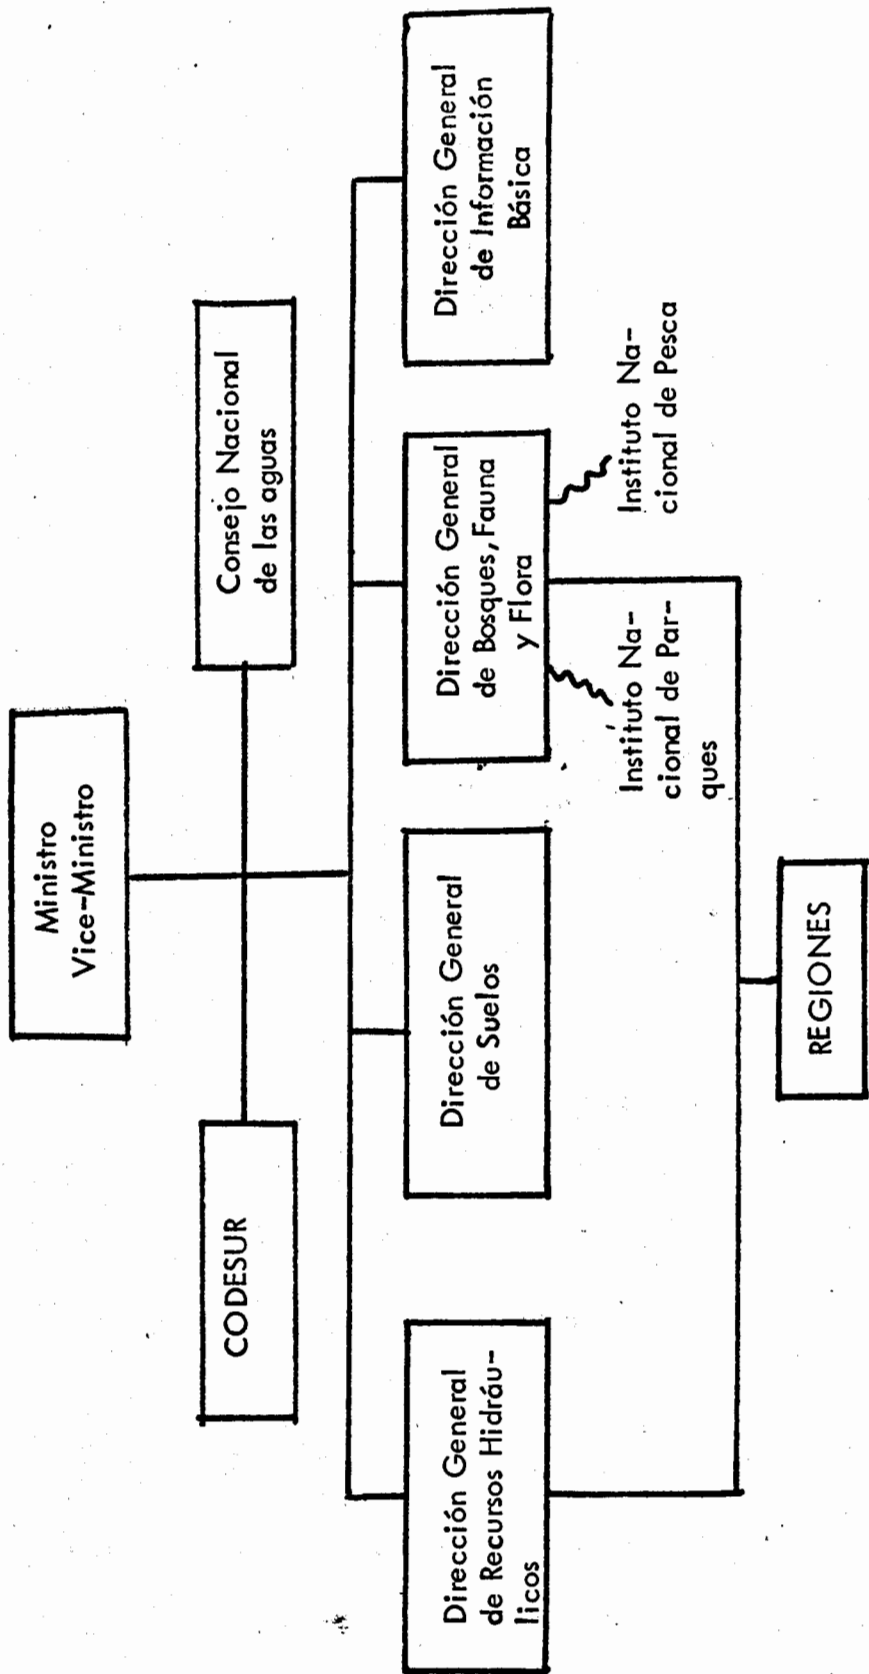 Ministro
Vice-Ministro
CODESUR
Consejo Nacional
de las aguas
Dirección General
de Recursos Hidráu-
licos
Dirección General
de Suelos
Dirección General
de Bosques, Fauna
y Flora
Dirección General
de Información
Básica
Instituto Na-
cional de Par-
ques
Instituto Na-
cional de Pesca
REGIONES